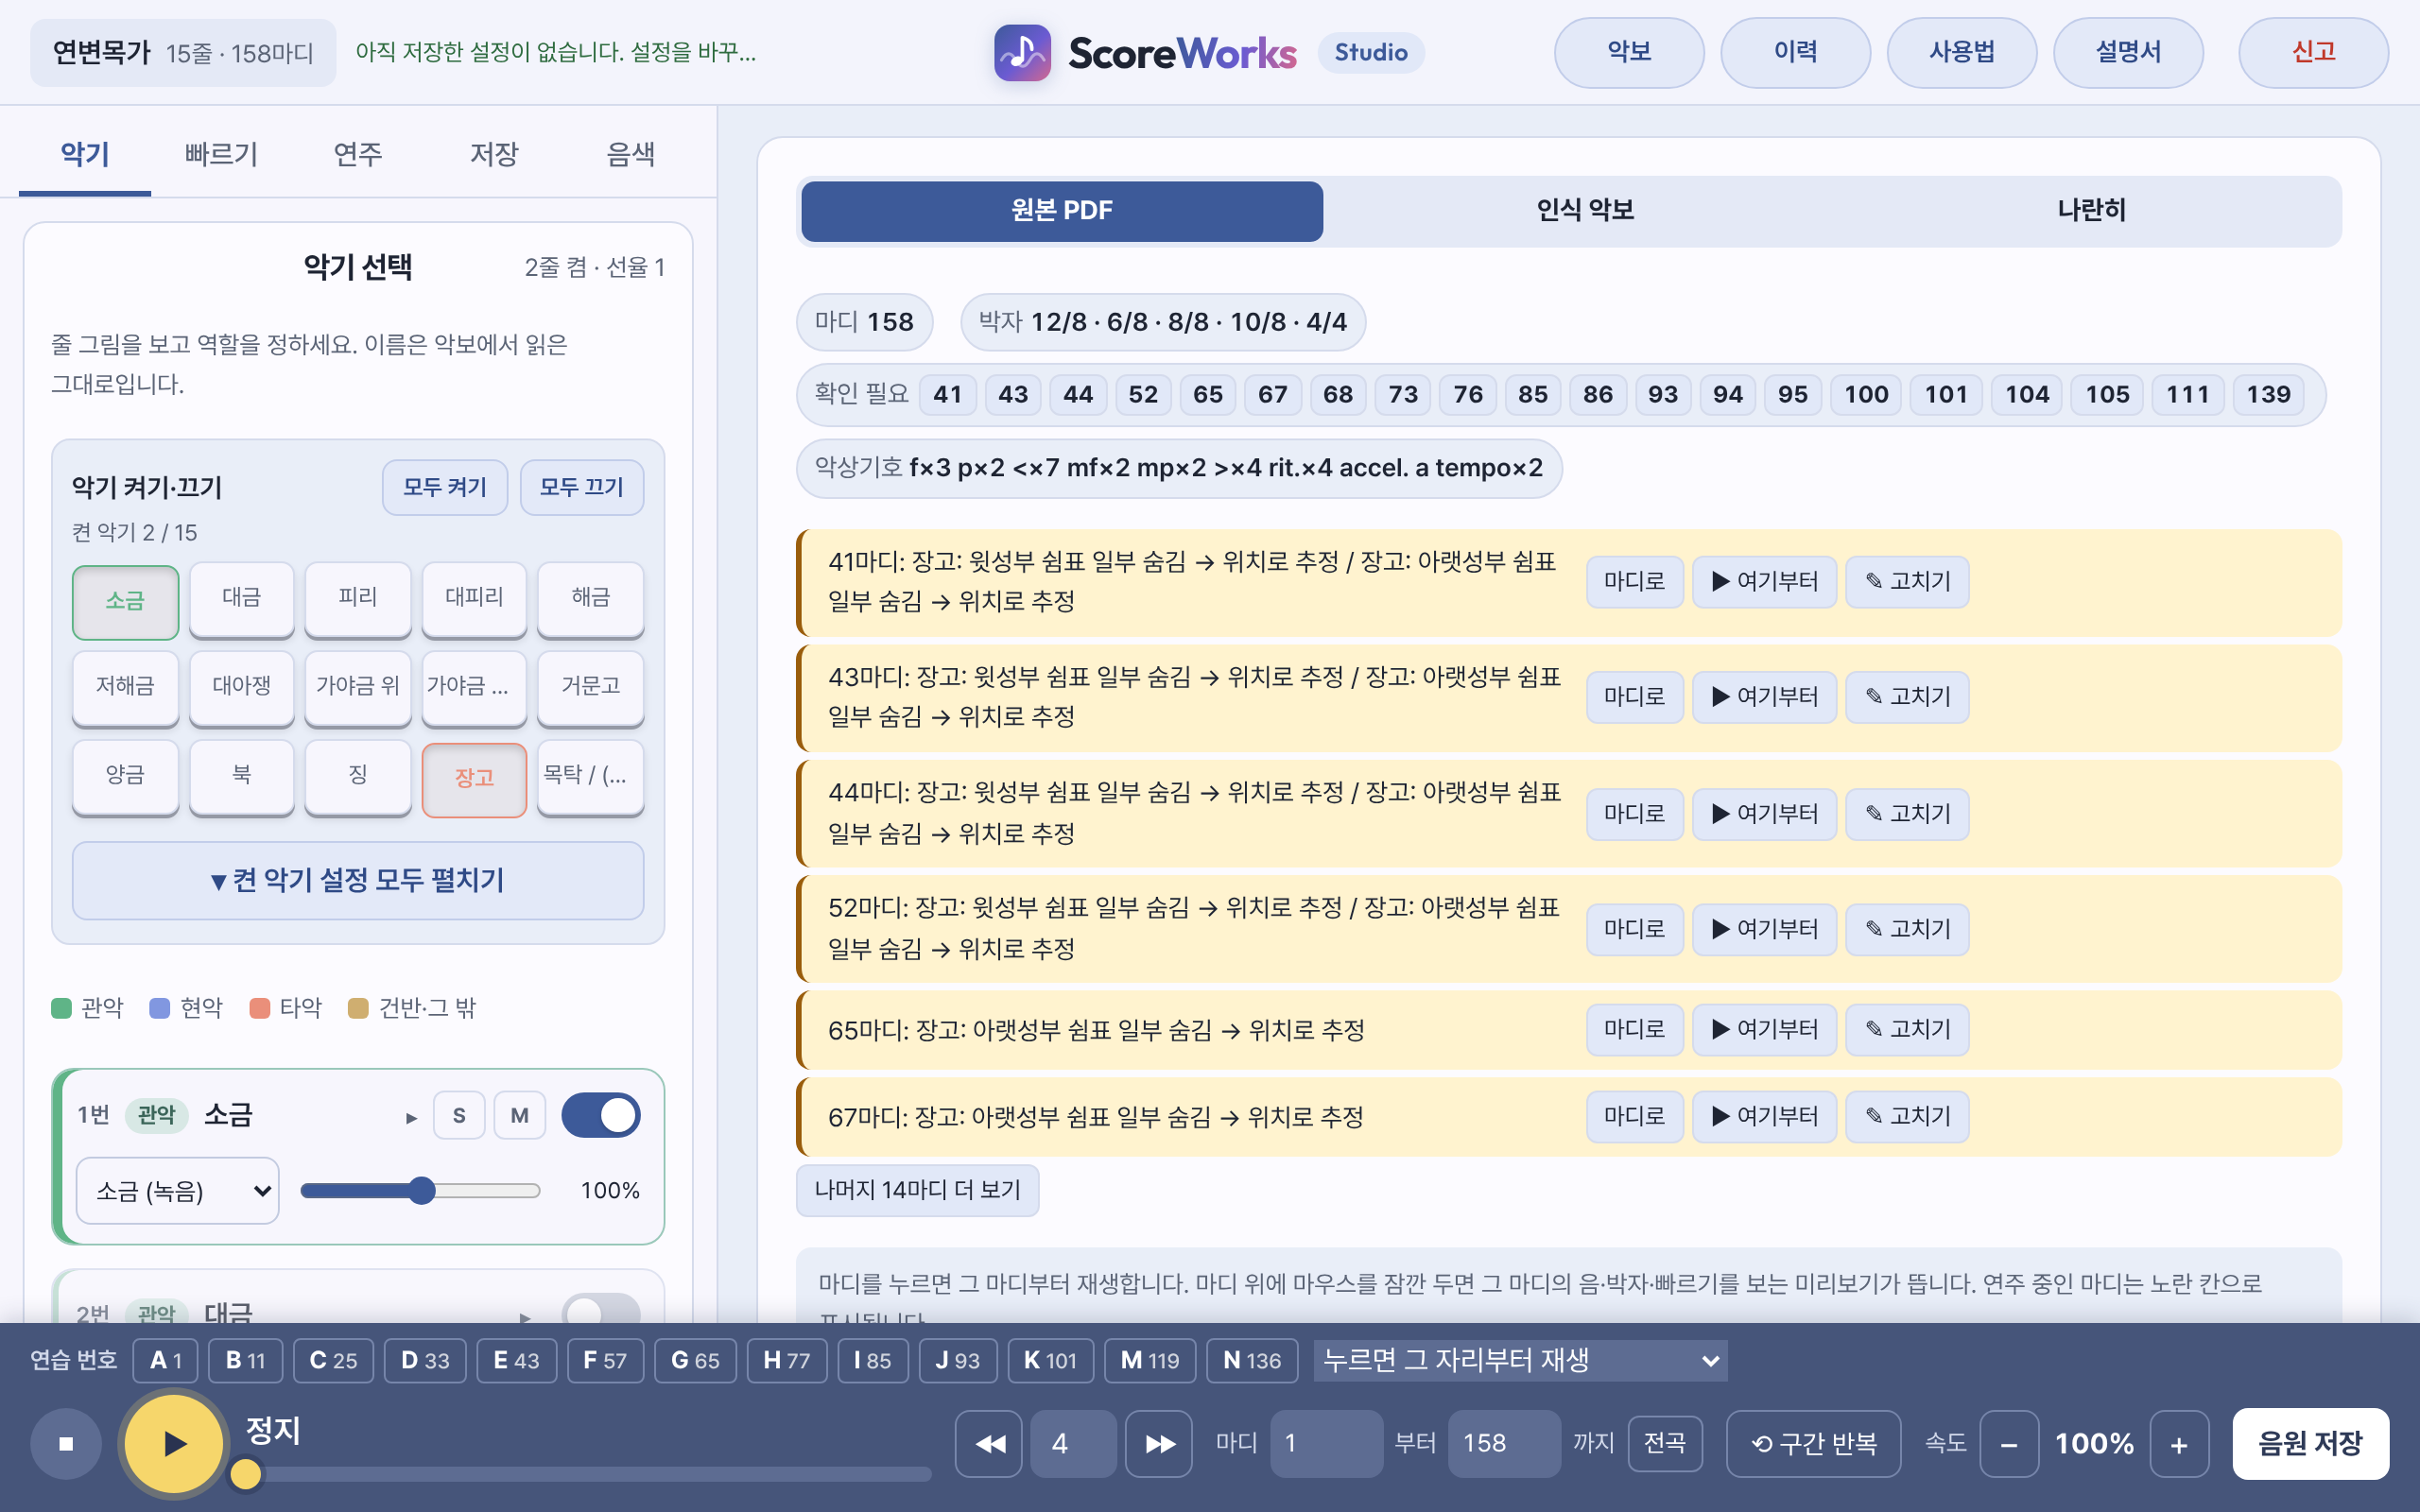 연변목가 15줄 · 158마디 아직 저장한 설정이 없습니다. 설정을 바꾸...
ScoreWorks Studio
악보 이력 사용법 설명서 신고
악기 빠르기 연주 저장 음색
악기 선택 2줄 켬 · 선율 1
줄 그림을 보고 역할을 정하세요. 이름은 악보에서 읽은
그대로입니다.
악기 켜기·끄기 모두 켜기 모두 끄기
켠 악기 2 / 15
소금 대금 피리 대피리 해금
저해금 대아쟁 가야금 위 가야금 ... 거문고
양금 북 징 장고 목탁 / (...
▼ 켠 악기 설정 모두 펼치기
관악 현악 타악 건반·그 밖
1번 관악 소금 ▸ S M
소금 (녹음) 100%
2번 관악 대금 ▸
원본 PDF 인식 악보 나란히
마디 158 박자 12/8 · 6/8 · 8/8 · 10/8 · 4/4
확인 필요 41 43 44 52 65 67 68 73 76 85 86 93 94 95 100 101 104 105 111 139
악상기호 f×3 p×2 <×7 mf×2 mp×2 >×4 rit.×4 accel. a tempo×2
41마디: 장고: 윗성부 쉼표 일부 숨김 → 위치로 추정 / 장고: 아랫성부 쉼표
일부 숨김 → 위치로 추정
마디로 ▶ 여기부터 ✎ 고치기
43마디: 장고: 윗성부 쉼표 일부 숨김 → 위치로 추정 / 장고: 아랫성부 쉼표
일부 숨김 → 위치로 추정
마디로 ▶ 여기부터 ✎ 고치기
44마디: 장고: 윗성부 쉼표 일부 숨김 → 위치로 추정 / 장고: 아랫성부 쉼표
일부 숨김 → 위치로 추정
마디로 ▶ 여기부터 ✎ 고치기
52마디: 장고: 윗성부 쉼표 일부 숨김 → 위치로 추정 / 장고: 아랫성부 쉼표
일부 숨김 → 위치로 추정
마디로 ▶ 여기부터 ✎ 고치기
65마디: 장고: 아랫성부 쉼표 일부 숨김 → 위치로 추정 마디로 ▶ 여기부터 ✎ 고치기
67마디: 장고: 아랫성부 쉼표 일부 숨김 → 위치로 추정 마디로 ▶ 여기부터 ✎ 고치기
나머지 14마디 더 보기
마디를 누르면 그 마디부터 재생합니다. 마디 위에 마우스를 잠깐 두면 그 마디의 음·박자·빠르기를 보는 미리보기가 뜹니다. 연주 중인 마디는 노란 칸으로
연습 번호 A 1 B 11 C 25 D 33 E 43 F 57 G 65 H 77 I 85 J 93 K 101 M 119 N 136 누르면 그 자리부터 재생
정지
4 마디 1 부터 158 까지 전곡 ⟲ 구간 반복 속도 − 100% + 음원 저장